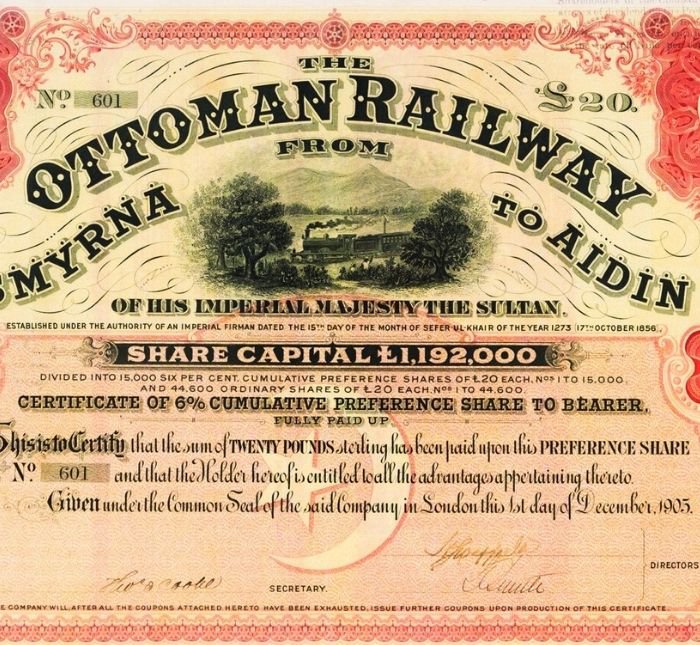 THE
Nº 601
£20.
OTTOMAN RAILWAY
FROM
SMYRNA TO AIDIN
OF HIS IMPERIAL MAJESTY THE SULTAN.
ESTABLISHED UNDER THE AUTHORITY OF AN IMPERIAL FIRMAN DATED THE 15TH DAY OF THE MONTH OF SEFER UL-KHAIR OF THE YEAR 1273 17TH OCTOBER 1856.
SHARE CAPITAL £1,192,000
DIVIDED INTO 15,000 SIX PER CENT. CUMULATIVE PREFERENCE SHARES OF £20 EACH, Nos 1 TO 15,000.
AND 44,600 ORDINARY SHARES OF £20 EACH, Nos 1 TO 44,600.
CERTIFICATE OF 6% CUMULATIVE PREFERENCE SHARE TO BEARER,
FULLY PAID UP.
This is to Certify that the sum of TWENTY POUNDS sterling has been paid upon this PREFERENCE SHARE
Nº 601 and that the Holder hereof is entitled to all the advantages appertaining thereto.
Given under the Common Seal of the said Company in London this 1st day of December, 1905.
DIRECTORS
SECRETARY.
THE COMPANY WILL, AFTER ALL THE COUPONS ATTACHED HERETO HAVE BEEN EXHAUSTED, ISSUE FURTHER COUPONS UPON PRODUCTION OF THIS CERTIFICATE.